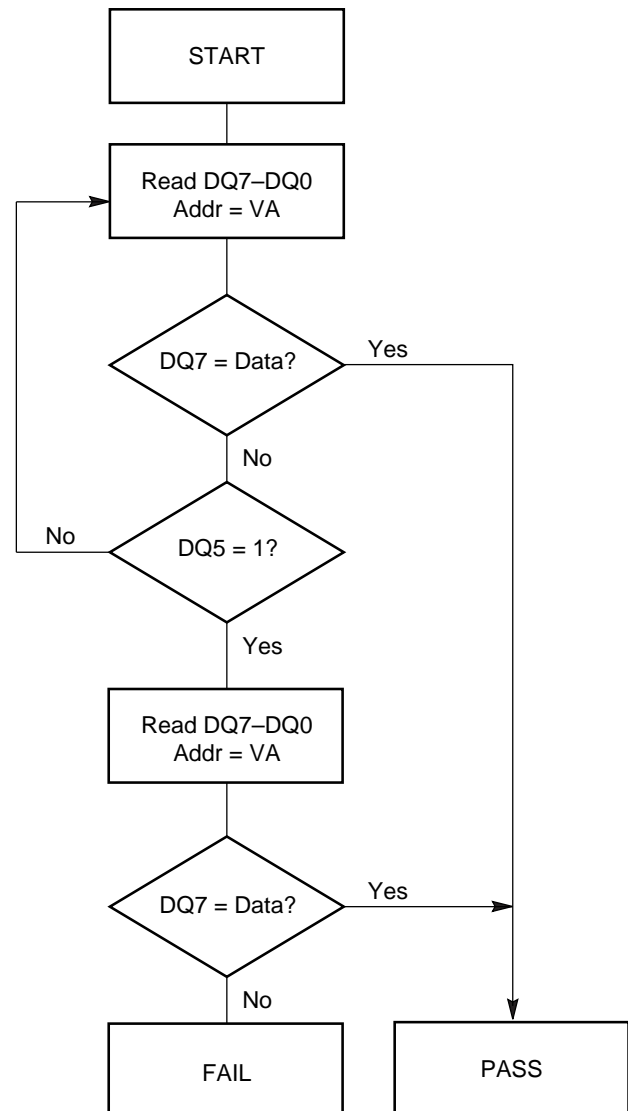 START
Read DQ7–DQ0
Addr = VA
DQ7 = Data?
Yes
No
No
DQ5 = 1?
Yes
Read DQ7–DQ0
Addr = VA
DQ7 = Data?
Yes
No
FAIL
PASS